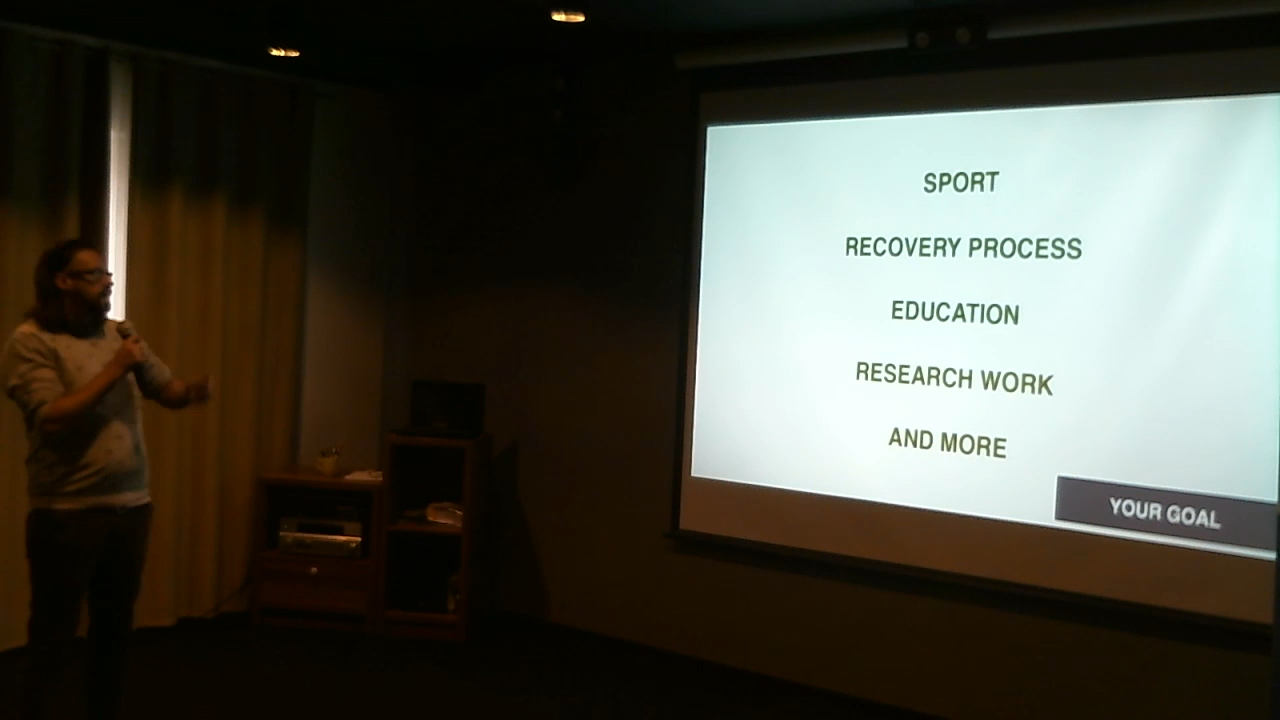 SPORT
RECOVERY PROCESS
EDUCATION
RESEARCH WORK
AND MORE
YOUR GOAL